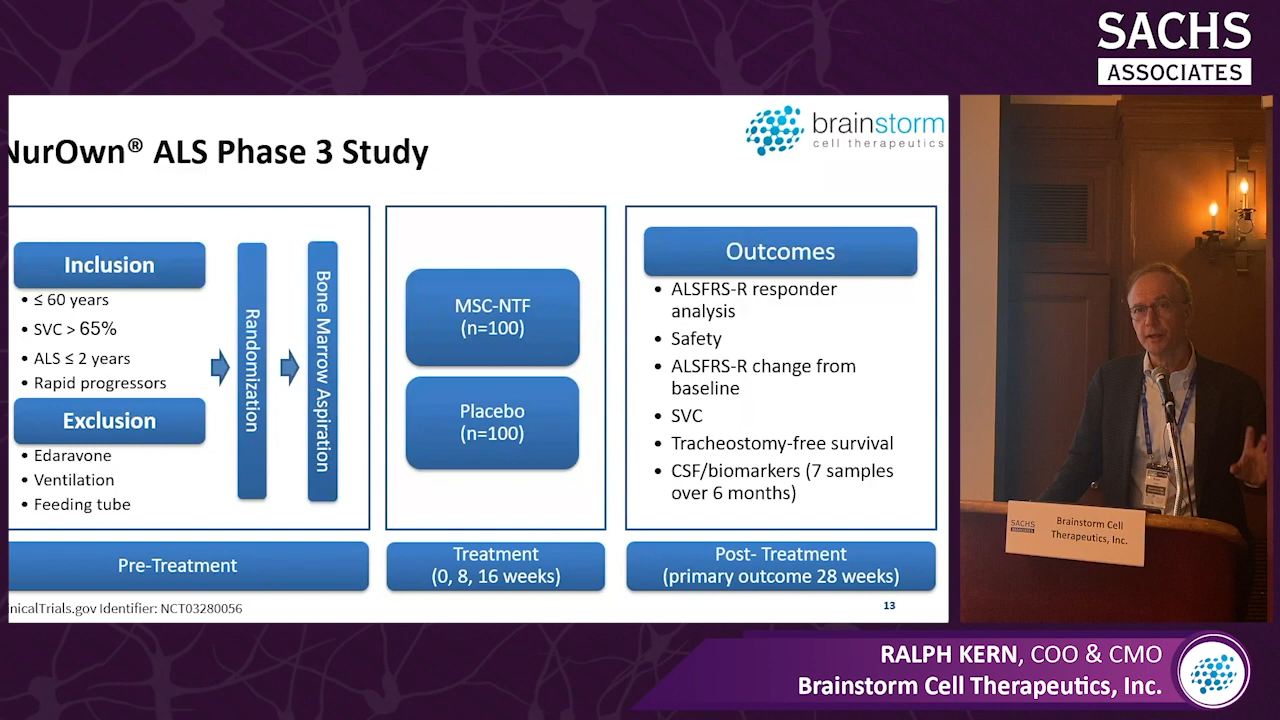 SACHS
ASSOCIATES
brainstorm
cell therapeutics
NurOwn® ALS Phase 3 Study
Inclusion
• ≤ 60 years
• SVC > 65%
• ALS ≤ 2 years
• Rapid progressors
Exclusion
• Edaravone
• Ventilation
• Feeding tube
Randomization
Bone Marrow Aspiration
MSC-NTF
(n=100)
Placebo
(n=100)
Outcomes
• ALSFRS-R responder
analysis
• Safety
• ALSFRS-R change from
baseline
• SVC
• Tracheostomy-free survival
• CSF/biomarkers (7 samples
over 6 months)
Pre-Treatment
Treatment
(0, 8, 16 weeks)
Post- Treatment
(primary outcome 28 weeks)
inicalTrials.gov Identifier: NCT03280056
13
SACHS
ASSOCIATES
Brainstorm Cell
Therapeutics, Inc.
RALPH KERN, COO & CMO
Brainstorm Cell Therapeutics, Inc.